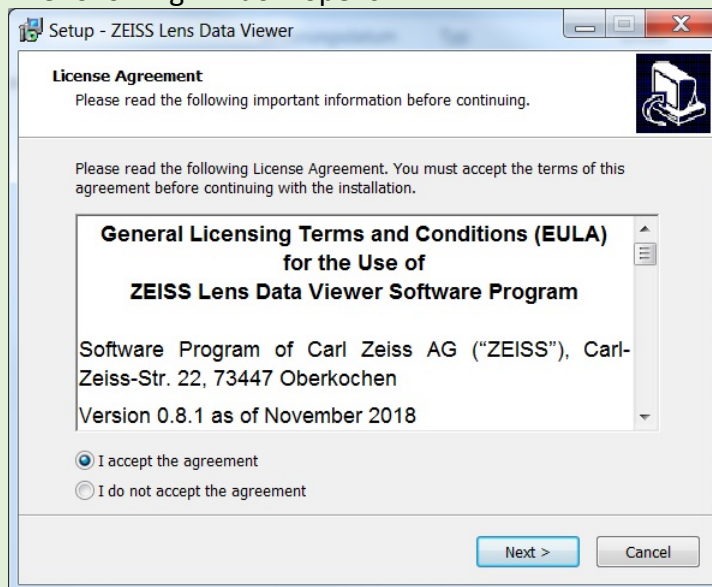 Setup - ZEISS Lens Data Viewer
License Agreement
Please read the following important information before continuing.
Please read the following License Agreement. You must accept the terms of this
agreement before continuing with the installation.
General Licensing Terms and Conditions (EULA)
for the Use of
ZEISS Lens Data Viewer Software Program
Software Program of Carl Zeiss AG (“ZEISS”), Carl-
Zeiss-Str. 22, 73447 Oberkochen
Version 0.8.1 as of November 2018
I accept the agreement
I do not accept the agreement
Next >
Cancel